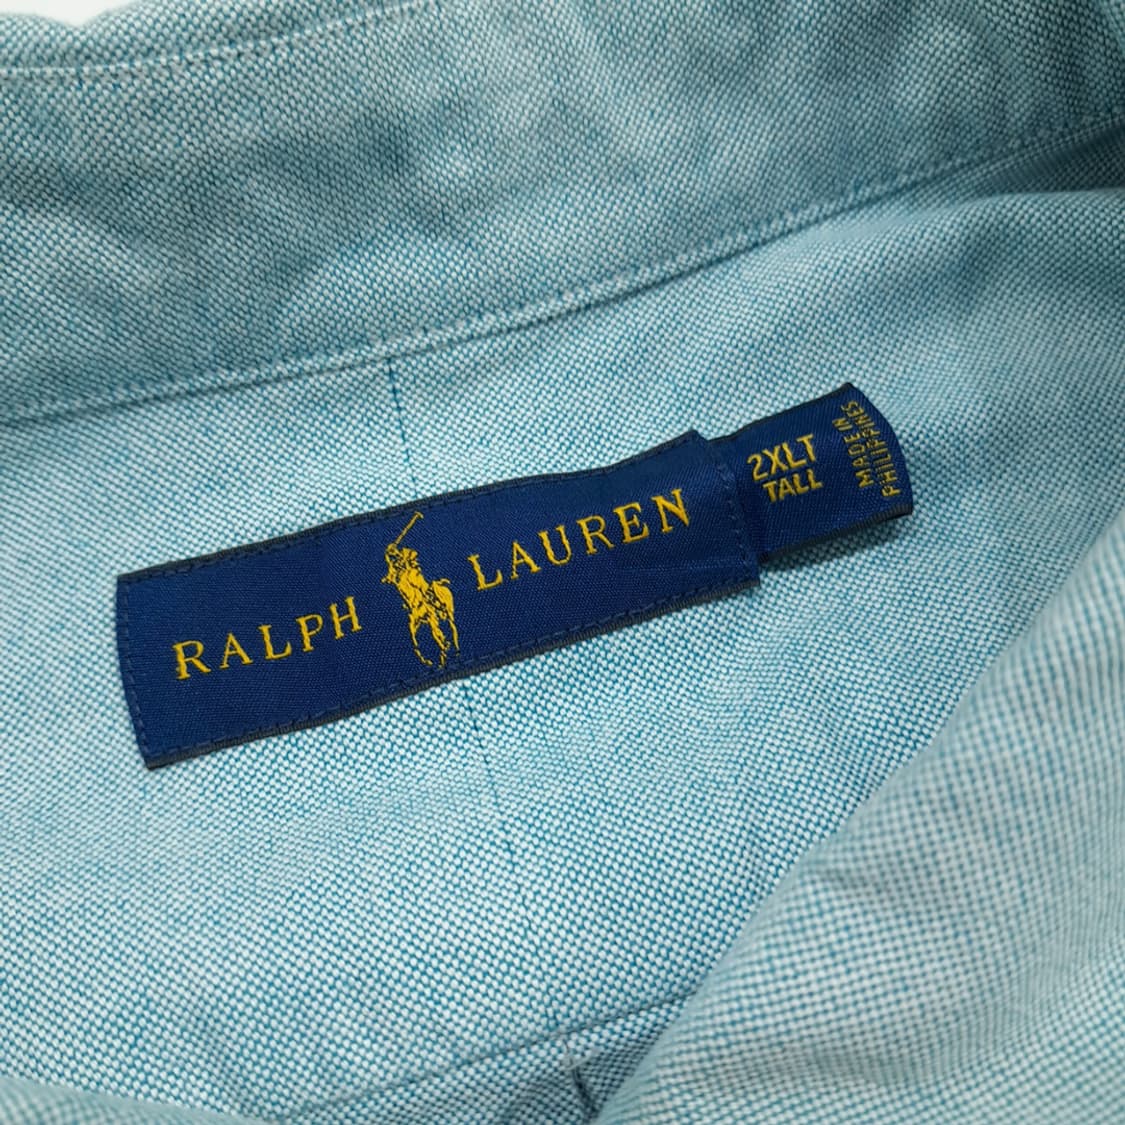 RALPH LAUREN
2XLT
TALL
MADE IN
PHILIPPINES